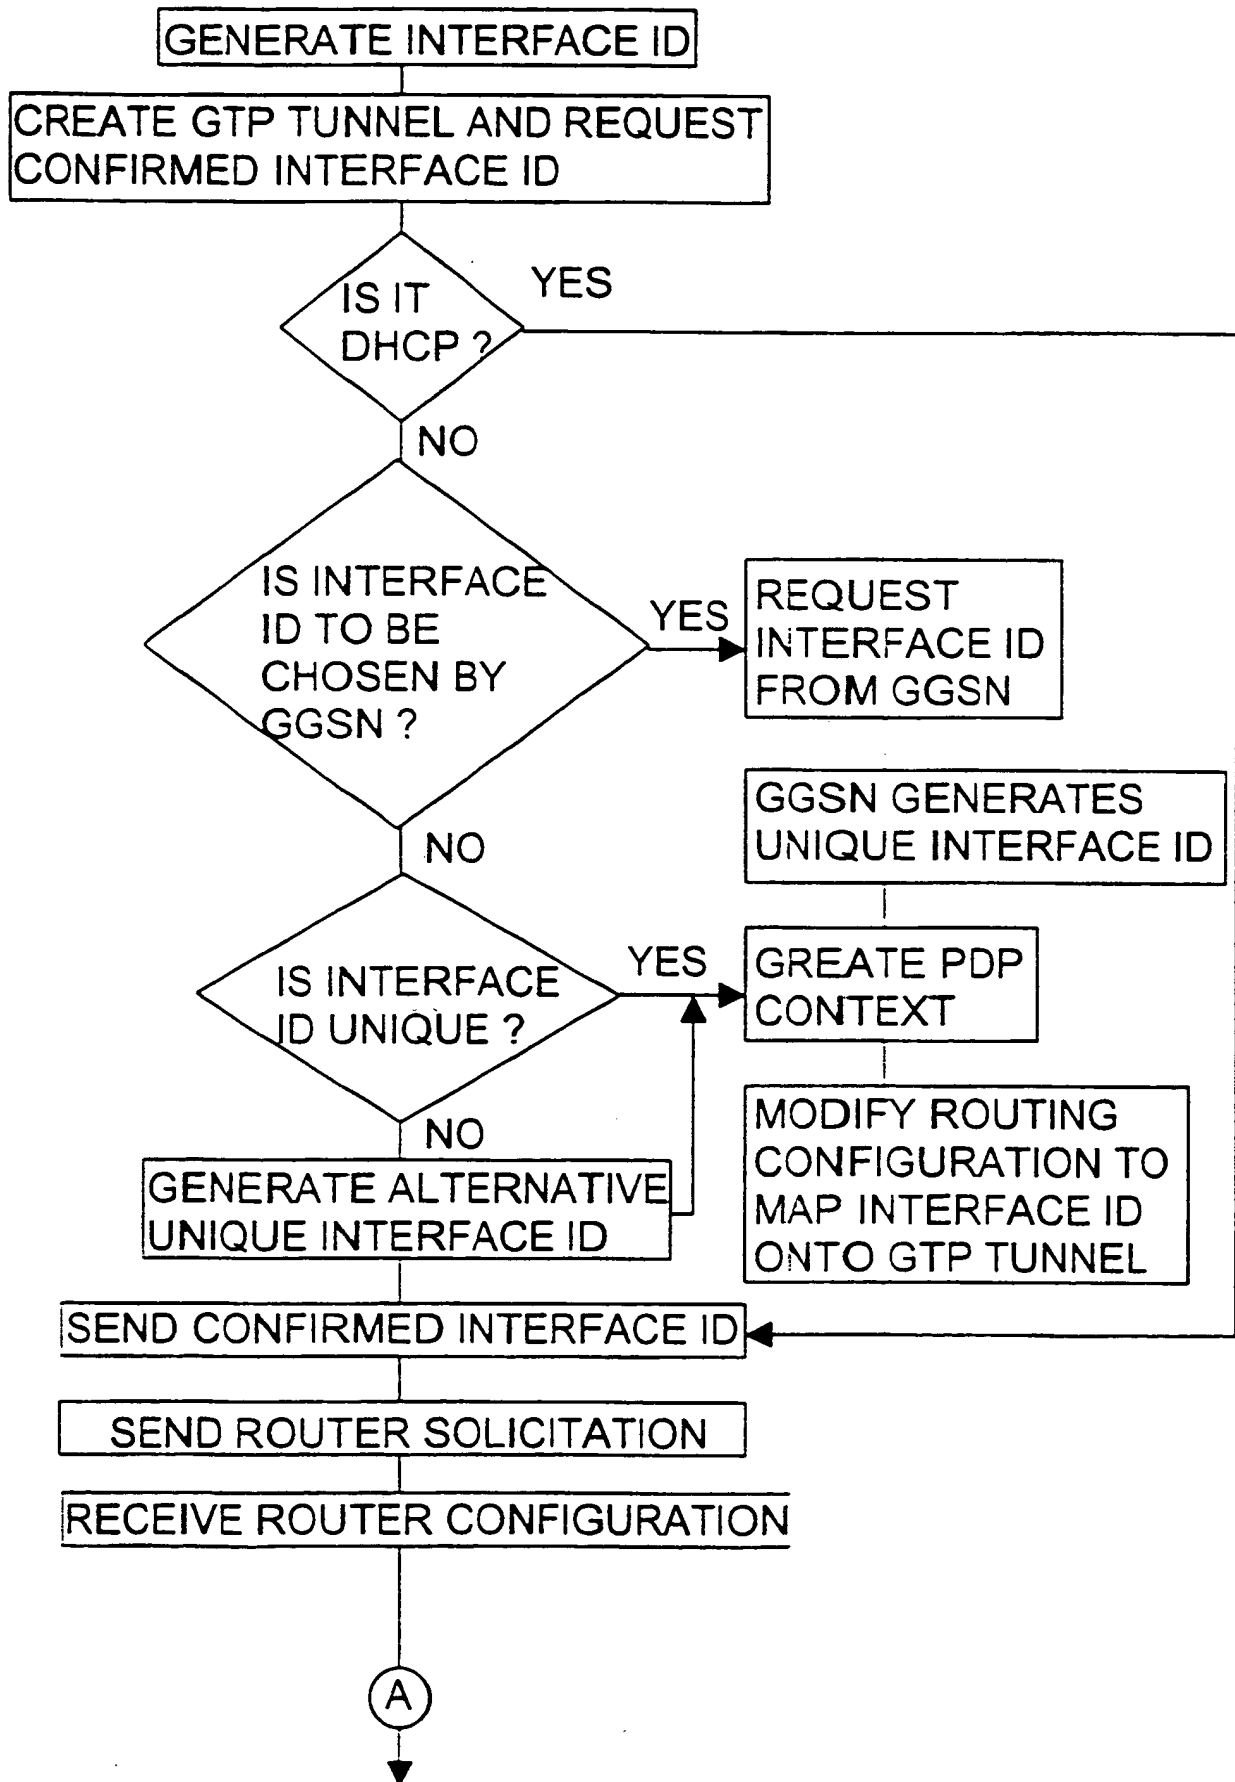 GENERATE INTERFACE ID
CREATE GTP TUNNEL AND REQUEST
CONFIRMED INTERFACE ID
IS IT
DHCP ?
YES
NO
IS INTERFACE
ID TO BE
CHOSEN BY
GGSN ?
YES
REQUEST
INTERFACE ID
FROM GGSN
NO
GGSN GENERATES
UNIQUE INTERFACE ID
IS INTERFACE
ID UNIQUE ?
YES
GREATE PDP
CONTEXT
NO
GENERATE ALTERNATIVE
UNIQUE INTERFACE ID
MODIFY ROUTING
CONFIGURATION TO
MAP INTERFACE ID
ONTO GTP TUNNEL
SEND CONFIRMED INTERFACE ID
SEND ROUTER SOLICITATION
RECEIVE ROUTER CONFIGURATION
A